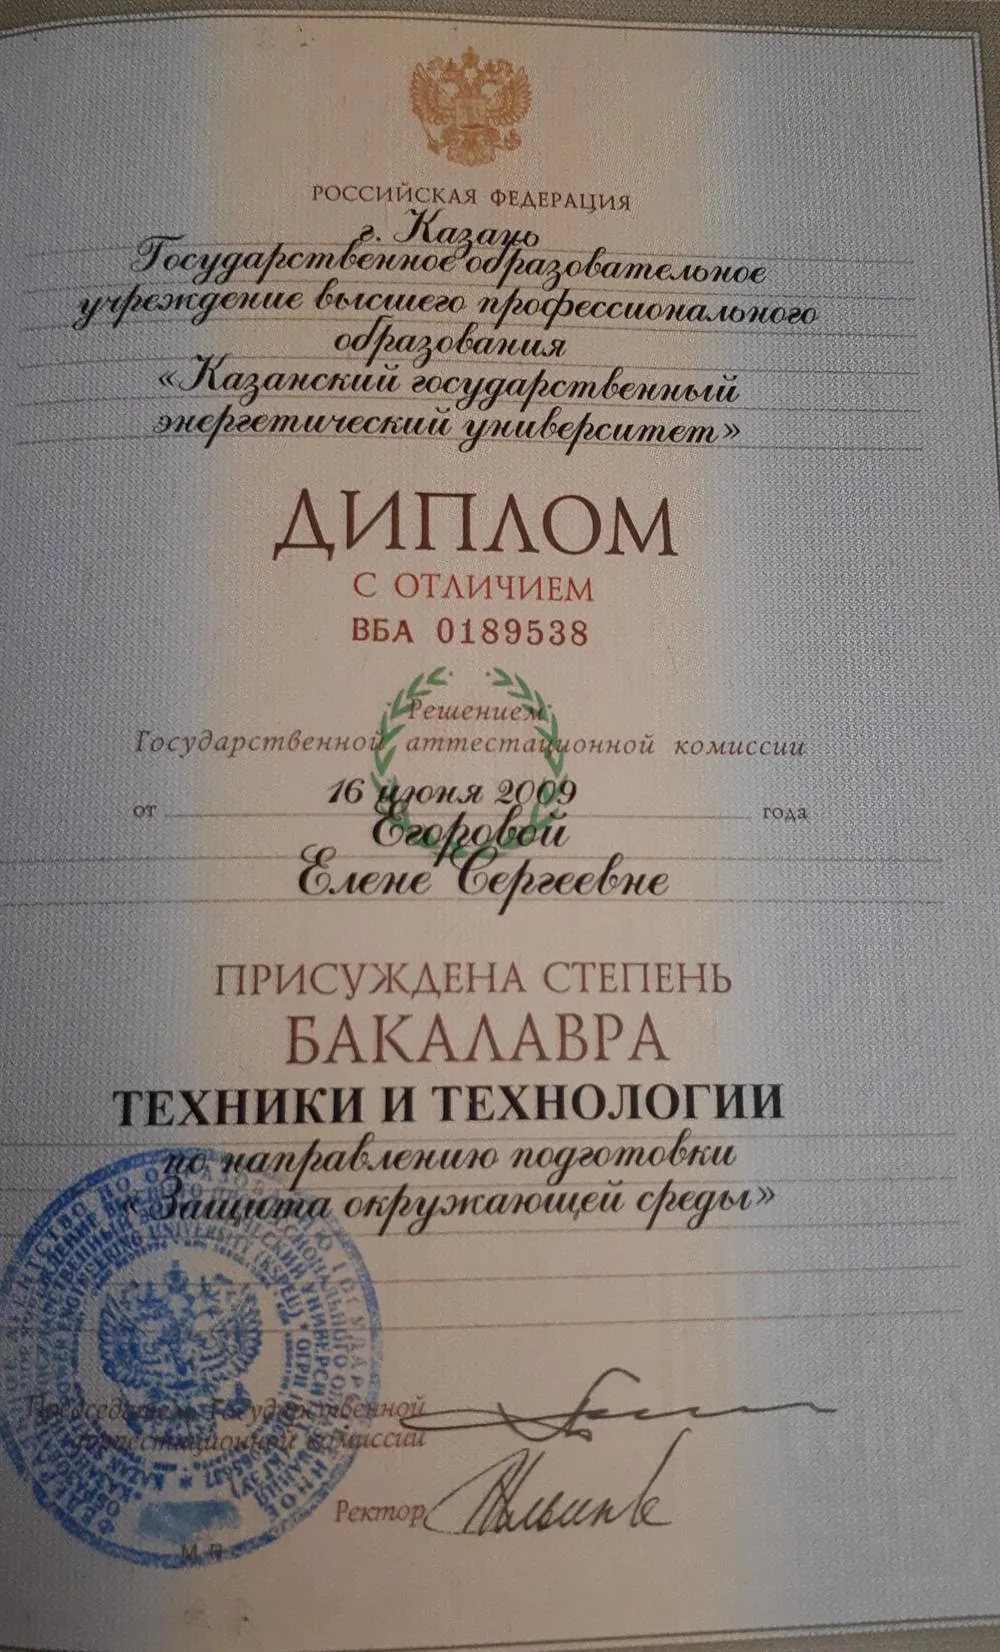 РОССИЙСКАЯ ФЕДЕРАЦИЯ
г. Казань
Государственное образовательное
учреждение высшего профессионального
образования
«Казанский государственный
энергетический университет»
ДИПЛОМ
С ОТЛИЧИЕМ
ВБА 0189538
Решением
Государственной аттестационной комиссии
от 16 июня 2009 года
Егоровой
Елене Сергеевне
ПРИСУЖДЕНА СТЕПЕНЬ
БАКАЛАВРА
ТЕХНИКИ И ТЕХНОЛОГИИ
по направлению подготовки
«Защита окружающей среды»
Председатель Государственной
аттестационной комиссии
Ректор
М.П.